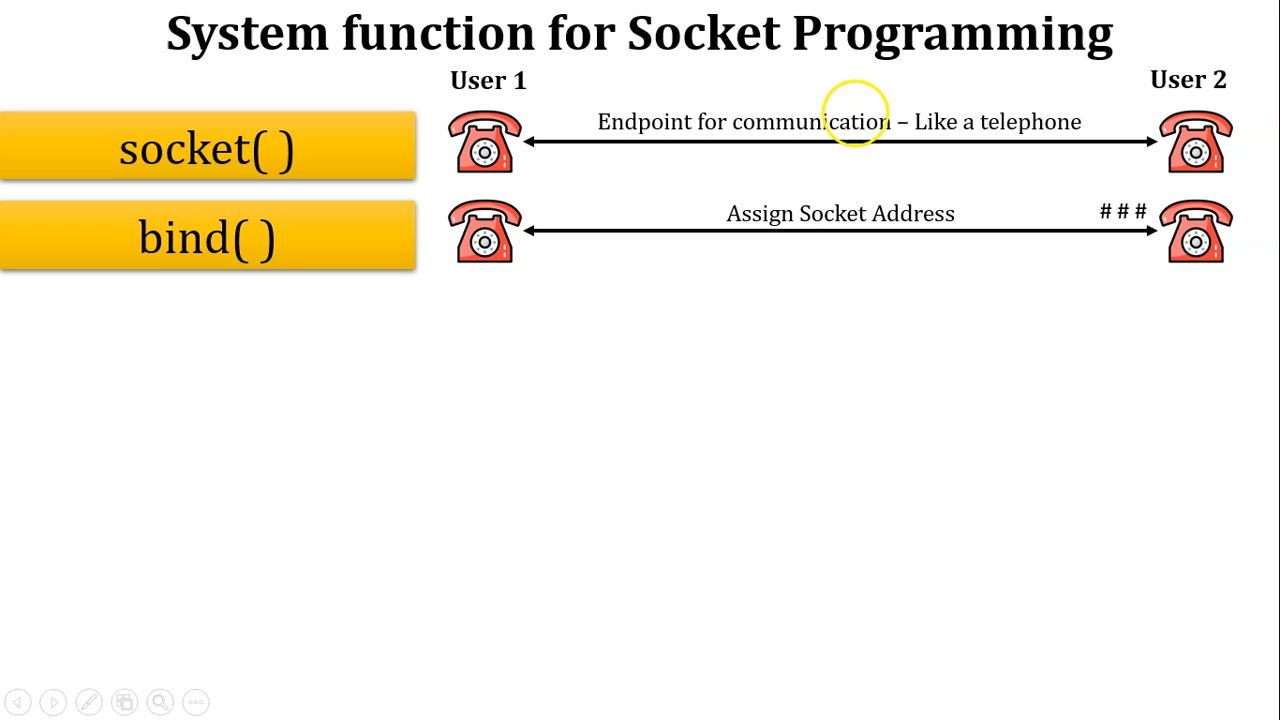 System function for Socket Programming
User 1
User 2
socket( )
Endpoint for communication – Like a telephone
bind( )
Assign Socket Address
# # #